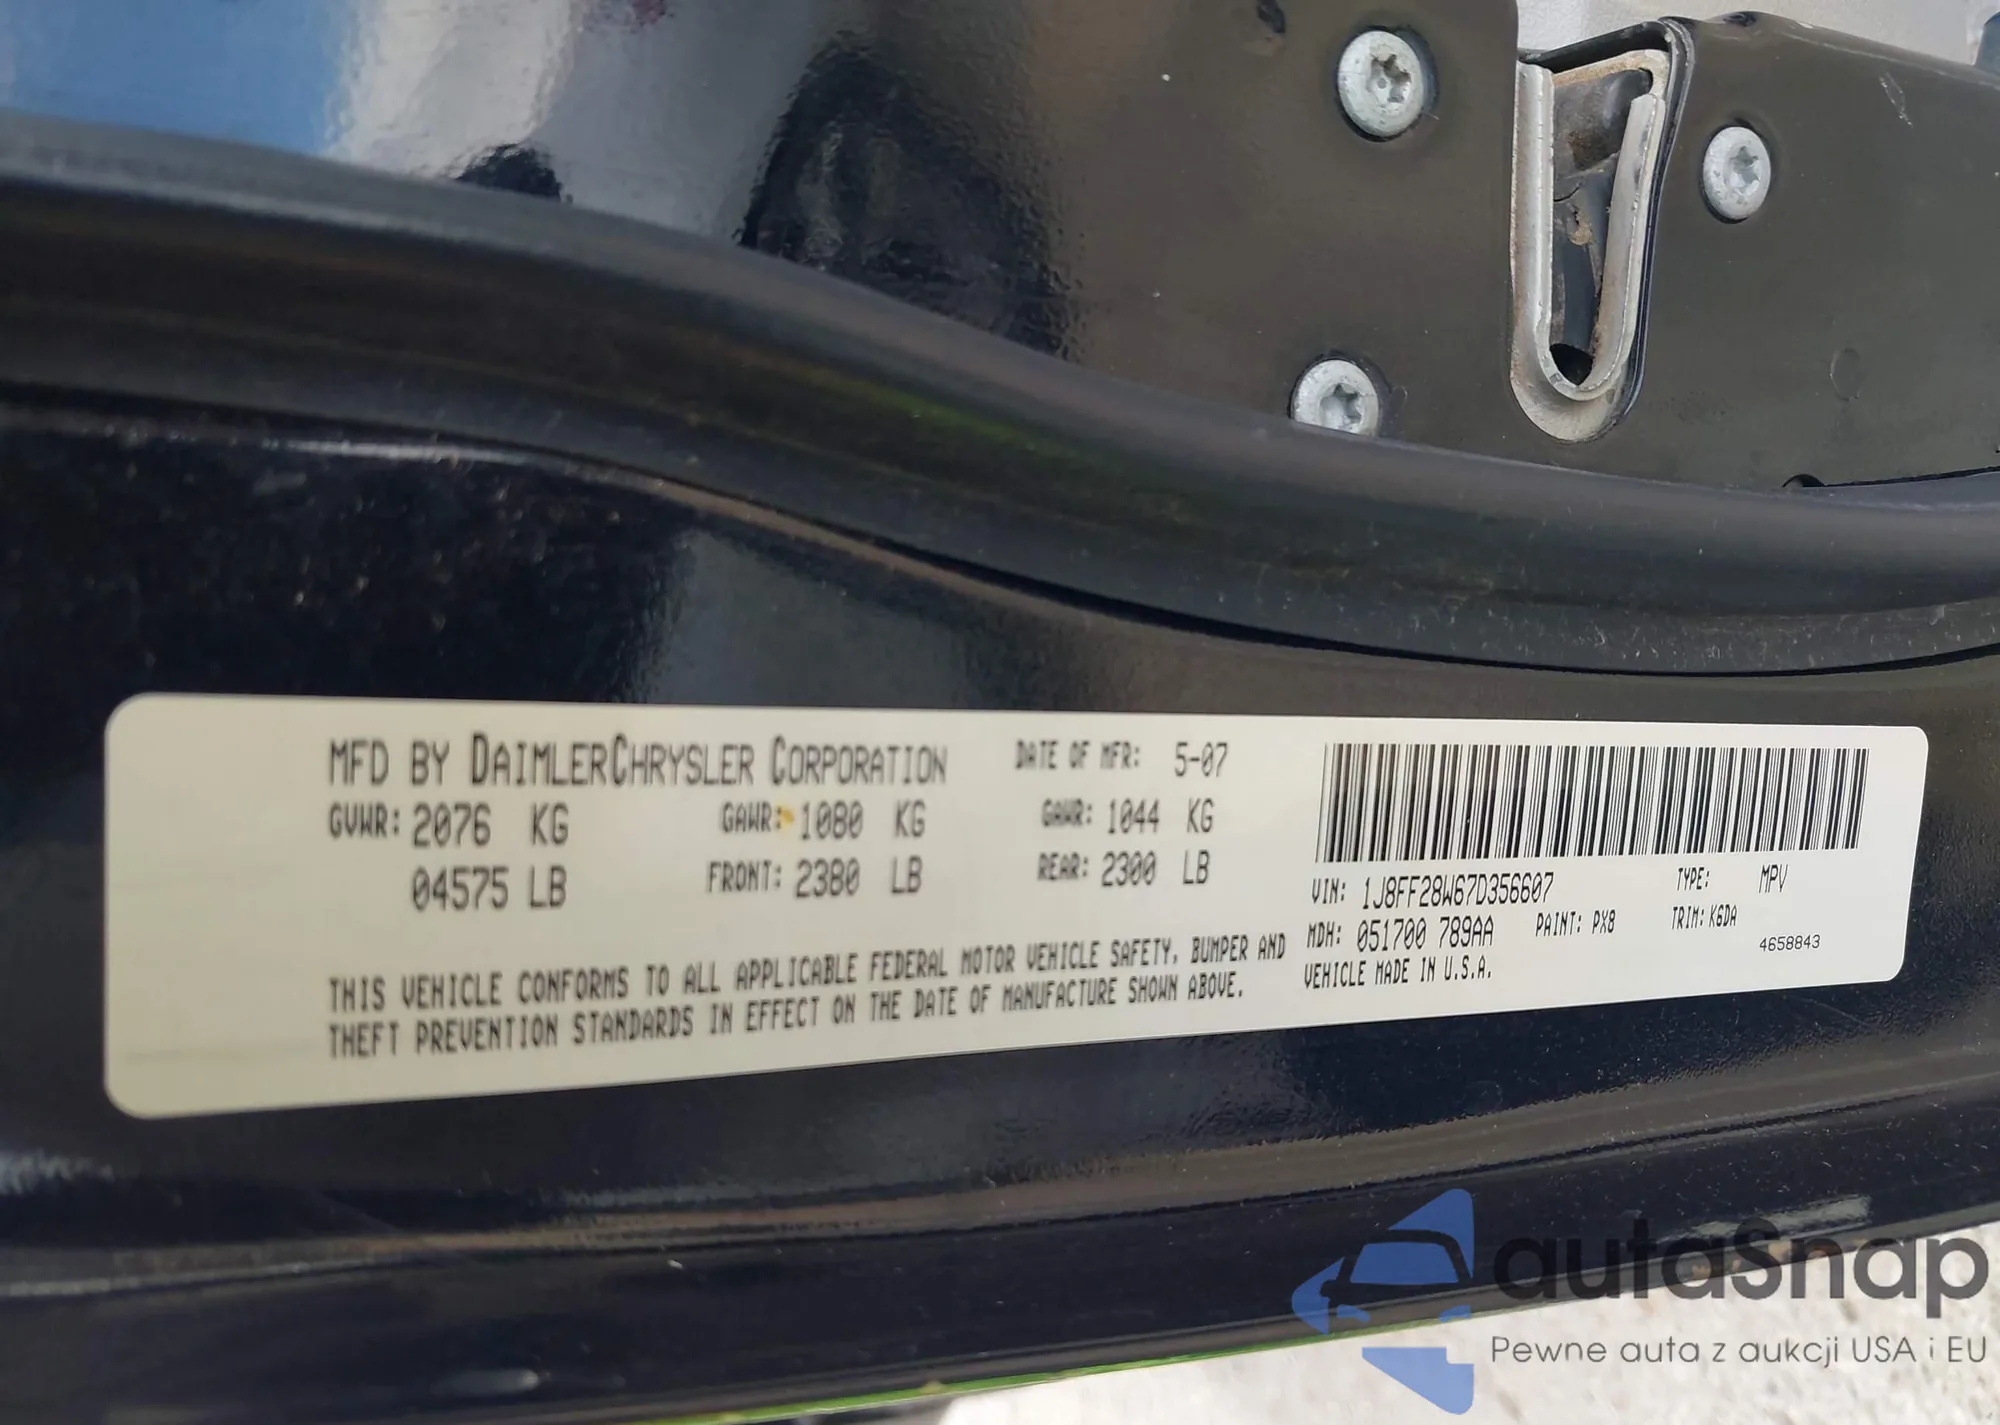 MFD BY DAIMLERCHRYSLER CORPORATION DATE OF MFR: 5-07
GVWR: 2076 KG GAWR: 1080 KG GAWR: 1044 KG
04575 LB FRONT: 2380 LB REAR: 2300 LB
THIS VEHICLE CONFORMS TO ALL APPLICABLE FEDERAL MOTOR VEHICLE SAFETY, BUMPER AND
THEFT PREVENTION STANDARDS IN EFFECT ON THE DATE OF MANUFACTURE SHOWN ABOVE.
VIN: 1J8FF28W67D356607 TYPE: MPV
MDH: 051700 789AA PAINT: PX8 TRIM: K6DA
VEHICLE MADE IN U.S.A. 4658843
autaSnap
Pewne auta z aukcji USA i EU